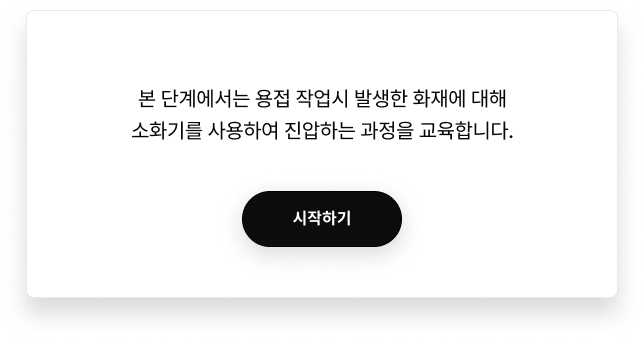 본 단계에서는 용접 작업시 발생한 화재에 대해
소화기를 사용하여 진압하는 과정을 교육합니다.
시작하기